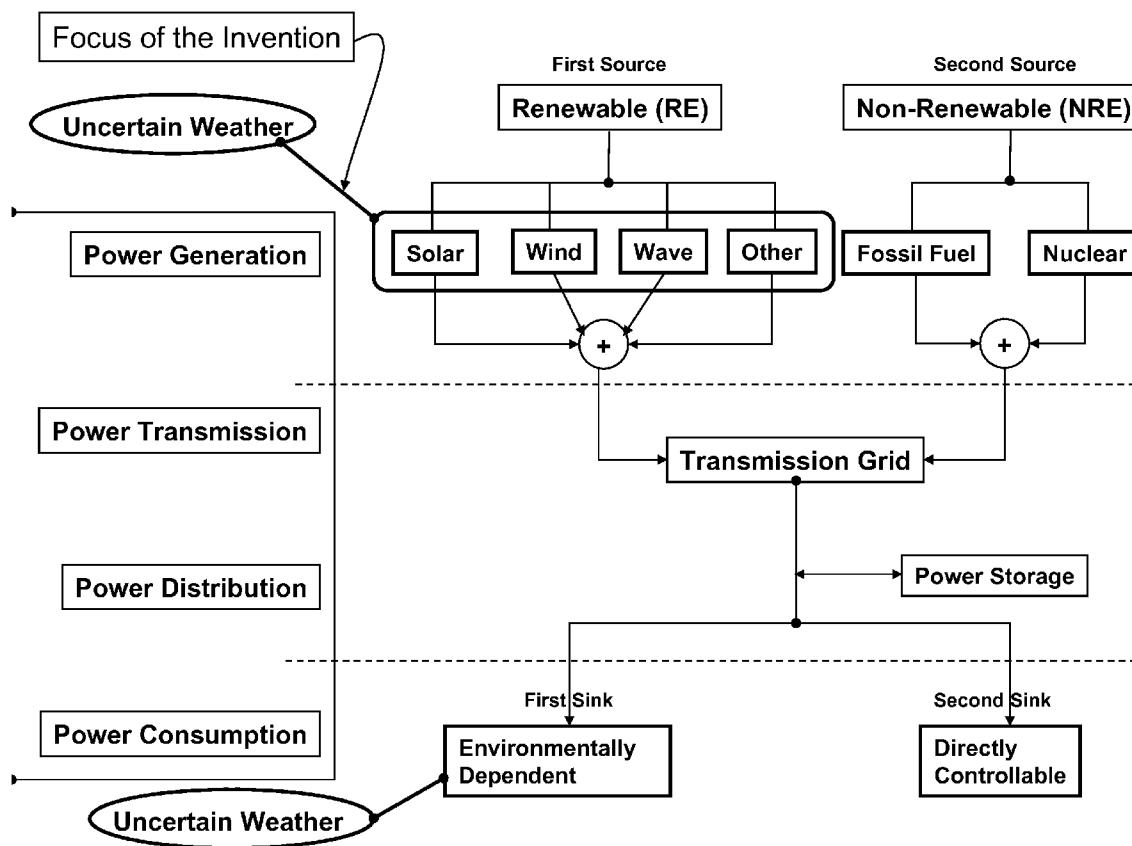 Focus of the Invention
First Source
Second Source
Renewable (RE)
Non-Renewable (NRE)
Uncertain Weather
Power Generation
Solar
Wind
Wave
Other
Fossil Fuel
Nuclear
+
+
Power Transmission
Transmission Grid
Power Distribution
Power Storage
First Sink
Second Sink
Power Consumption
Environmentally
Dependent
Directly
Controllable
Uncertain Weather